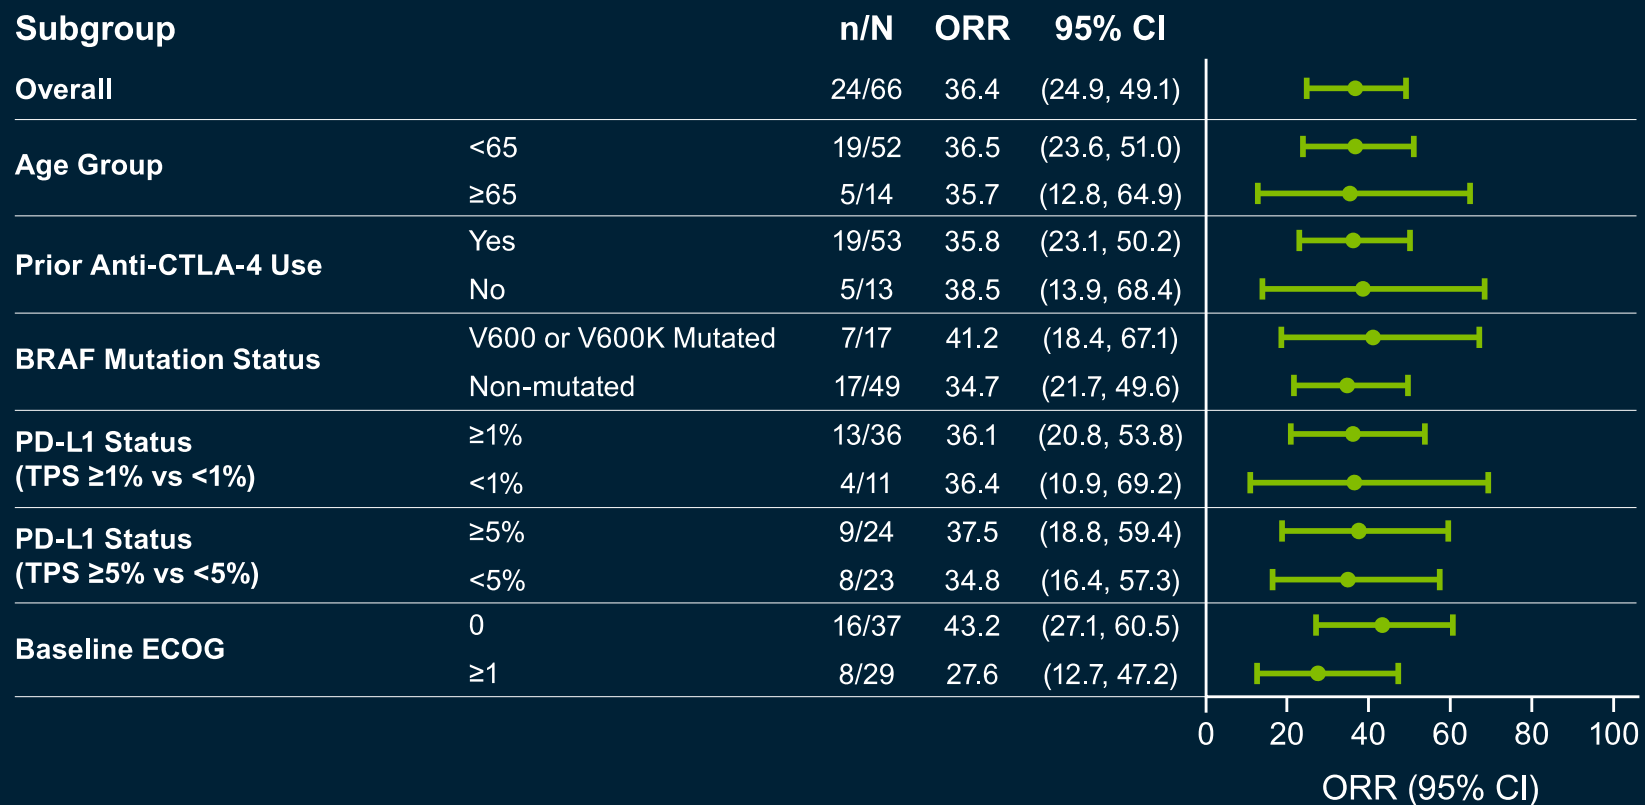 Subgroup n/N ORR 95% CI
Overall 24/66 36.4 (24.9, 49.1)
Age Group
<65 19/52 36.5 (23.6, 51.0)
≥65 5/14 35.7 (12.8, 64.9)
Prior Anti-CTLA-4 Use
Yes 19/53 35.8 (23.1, 50.2)
No 5/13 38.5 (13.9, 68.4)
BRAF Mutation Status
V600 or V600K Mutated 7/17 41.2 (18.4, 67.1)
Non-mutated 17/49 34.7 (21.7, 49.6)
PD-L1 Status
(TPS ≥1% vs <1%)
≥1% 13/36 36.1 (20.8, 53.8)
<1% 4/11 36.4 (10.9, 69.2)
PD-L1 Status
(TPS ≥5% vs <5%)
≥5% 9/24 37.5 (18.8, 59.4)
<5% 8/23 34.8 (16.4, 57.3)
Baseline ECOG
0 16/37 43.2 (27.1, 60.5)
≥1 8/29 27.6 (12.7, 47.2)
0 20 40 60 80 100
ORR (95% CI)